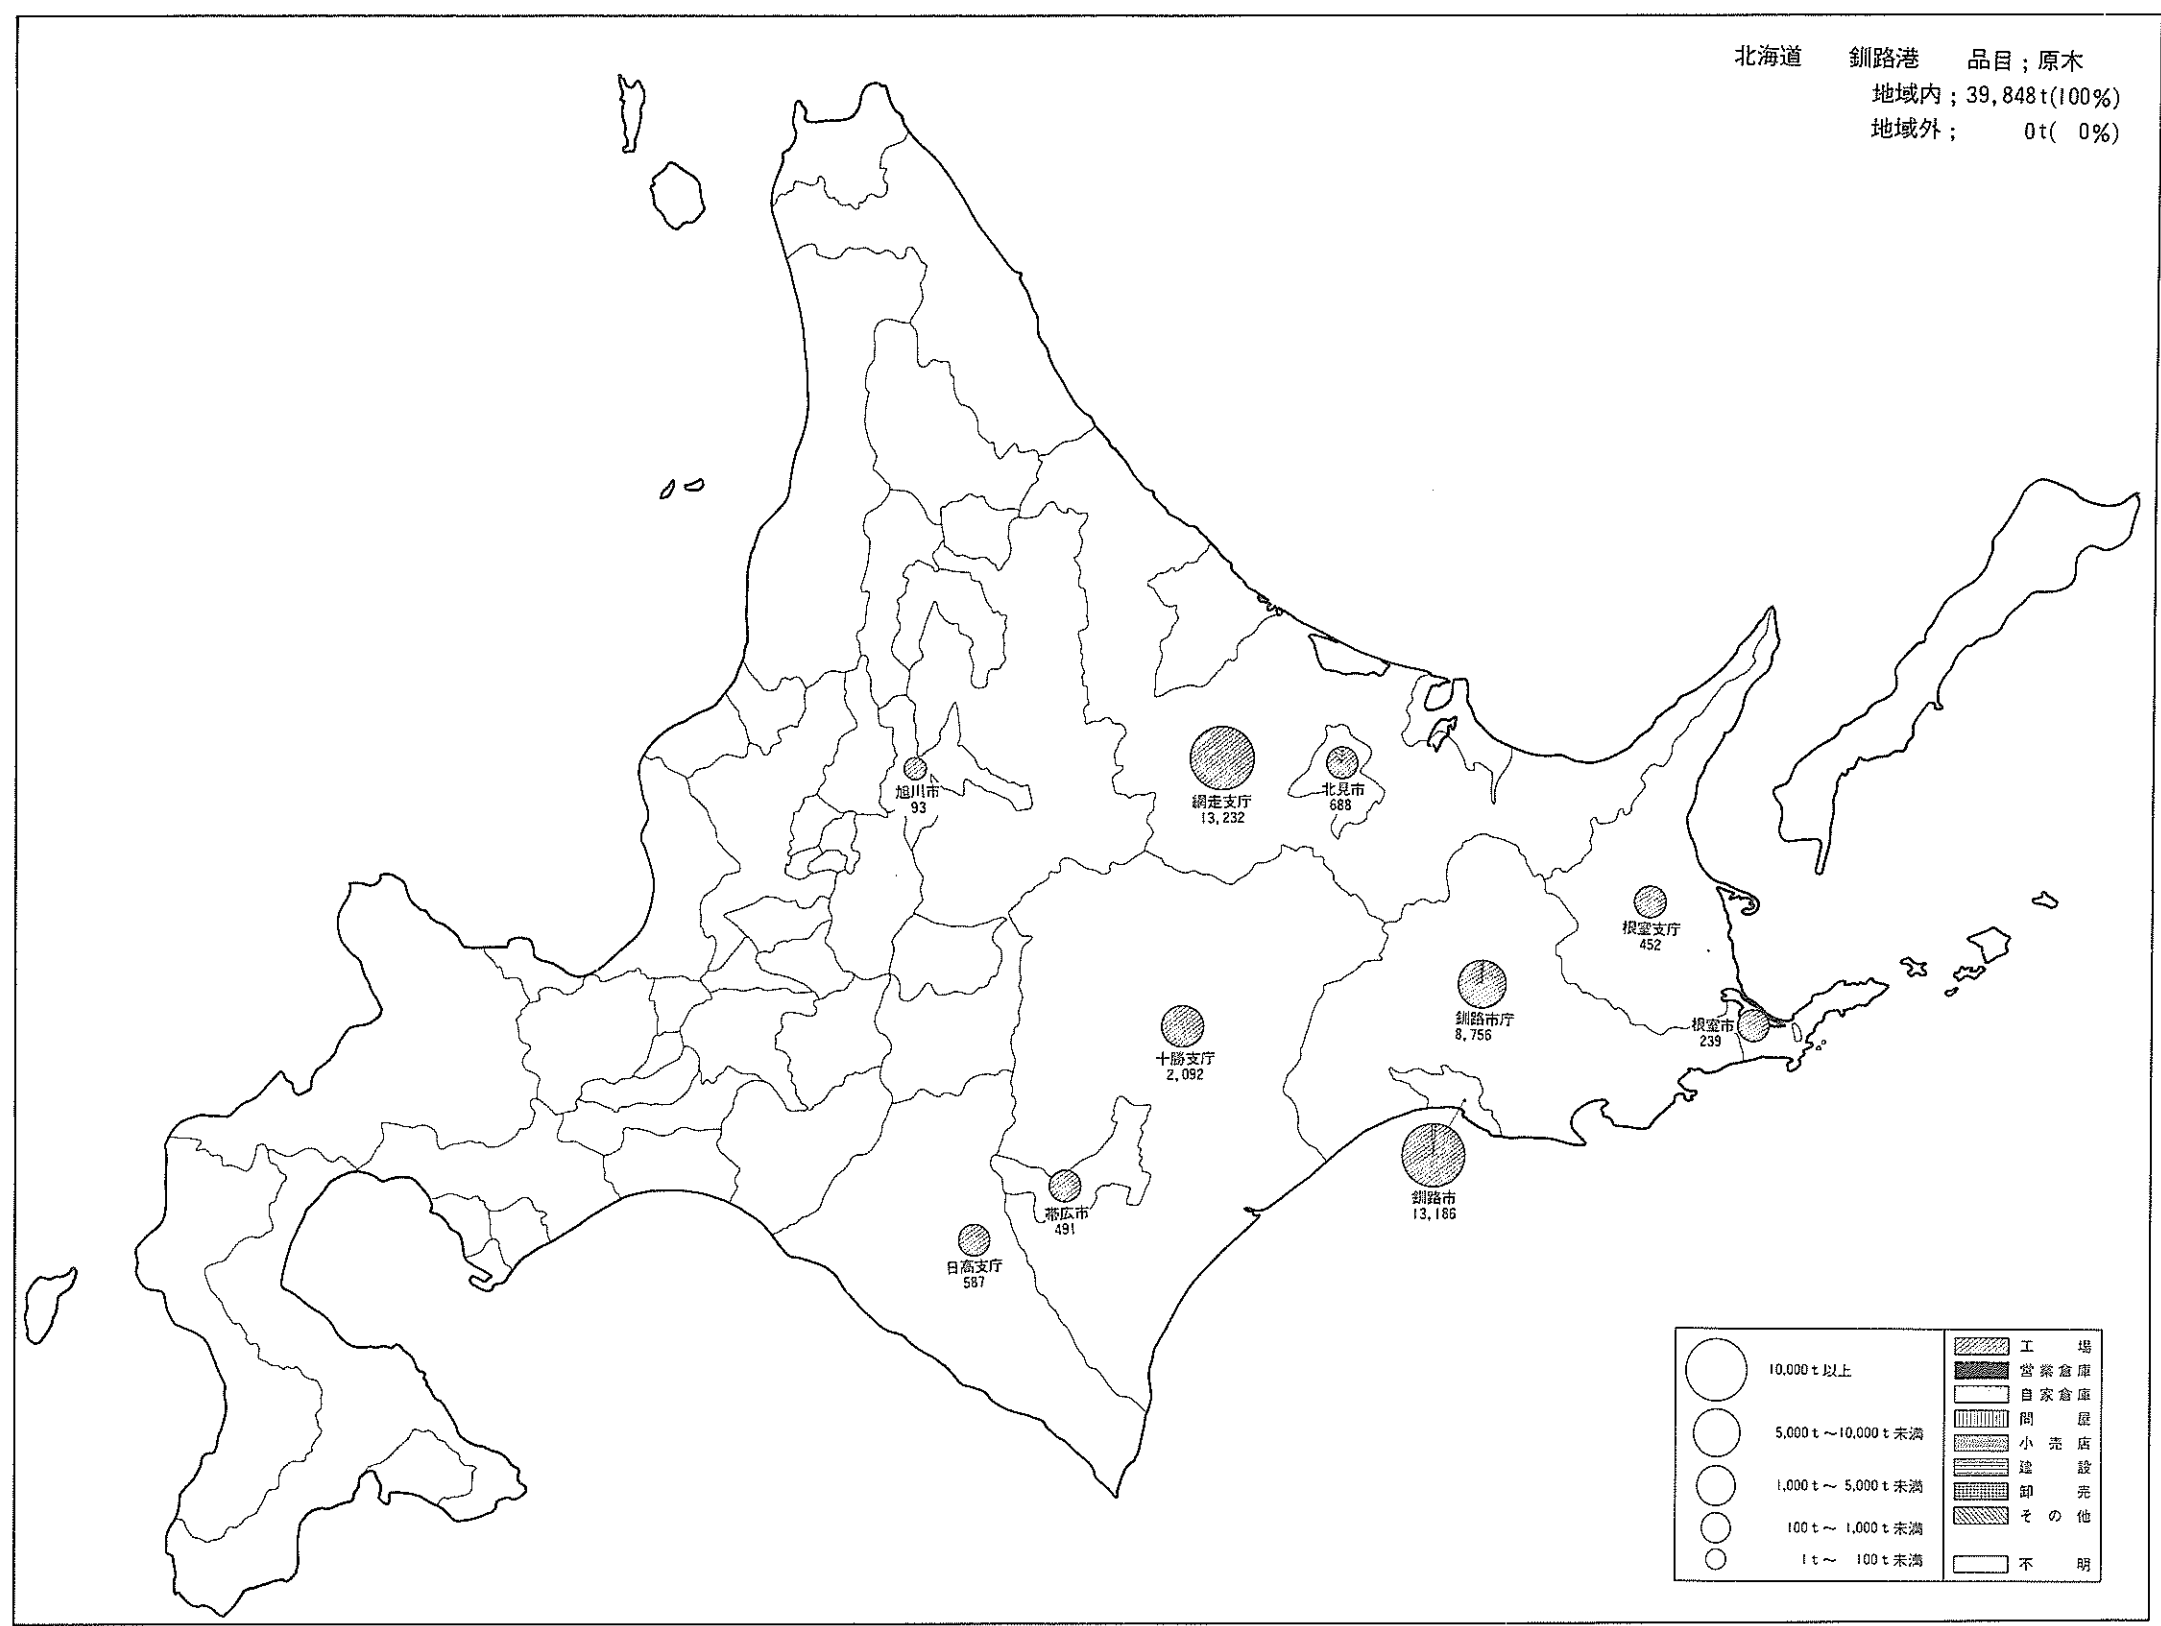 北海道 釧路港 品目；原木
地域内；39,848t(100%)
地域外； 0t( 0%)
旭川市
93
網走支庁
13,232
北見市
688
根室支庁
452
釧路市庁
8,756
根室市
239
十勝支庁
2,092
釧路市
13,186
帯広市
491
日高支庁
587
10,000t以上
5,000t～10,000t未満
1,000t～ 5,000t未満
100t～ 1,000t未満
1t～ 100t未満
工場
営業倉庫
自家倉庫
問屋
小売店
建設
卸売
その他
不明